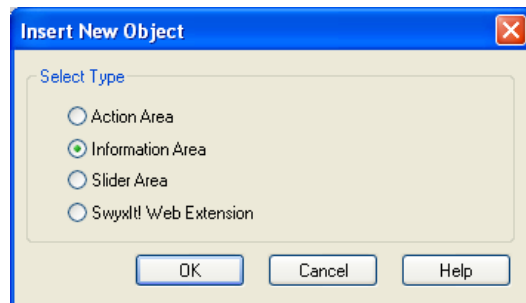 Insert New Object
Select Type
Action Area
Information Area
Slider Area
SwyxIt! Web Extension
OK Cancel Help